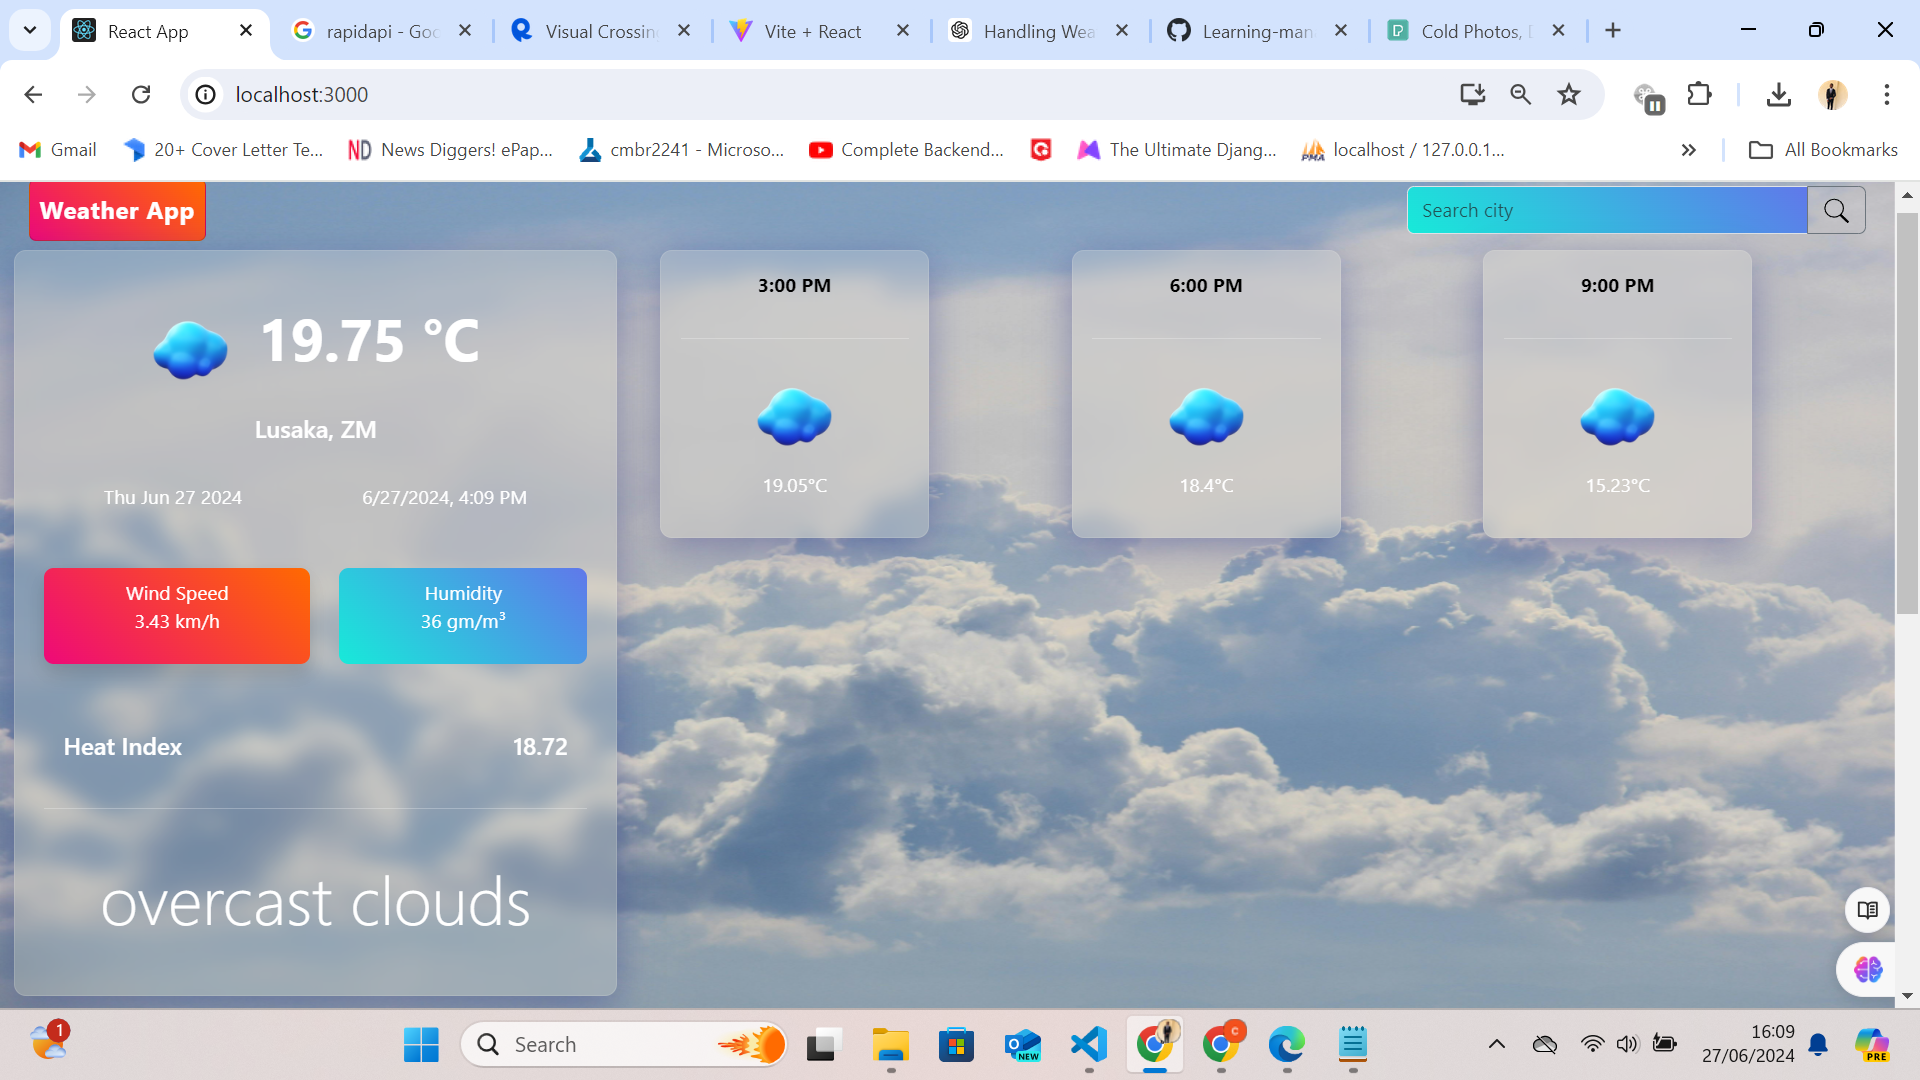 React App
rapidapi - Goo
Visual Crossin
Vite + React
Handling Wea
Learning-man
Cold Photos, D
localhost:3000
Gmail
20+ Cover Letter Te...
News Diggers! ePap...
cmbr2241 - Microso...
Complete Backend...
The Ultimate Djang...
PMA
localhost / 127.0.0.1...
All Bookmarks
Weather App
Search city
19.75 °C
Lusaka, ZM
Thu Jun 27 2024
6/27/2024, 4:09 PM
Wind Speed
3.43 km/h
Humidity
36 gm/m³
Heat Index
18.72
overcast clouds
3:00 PM
19.05°C
6:00 PM
18.4°C
9:00 PM
15.23°C
1
Search
NEW
C
PRE
16:09
27/06/2024